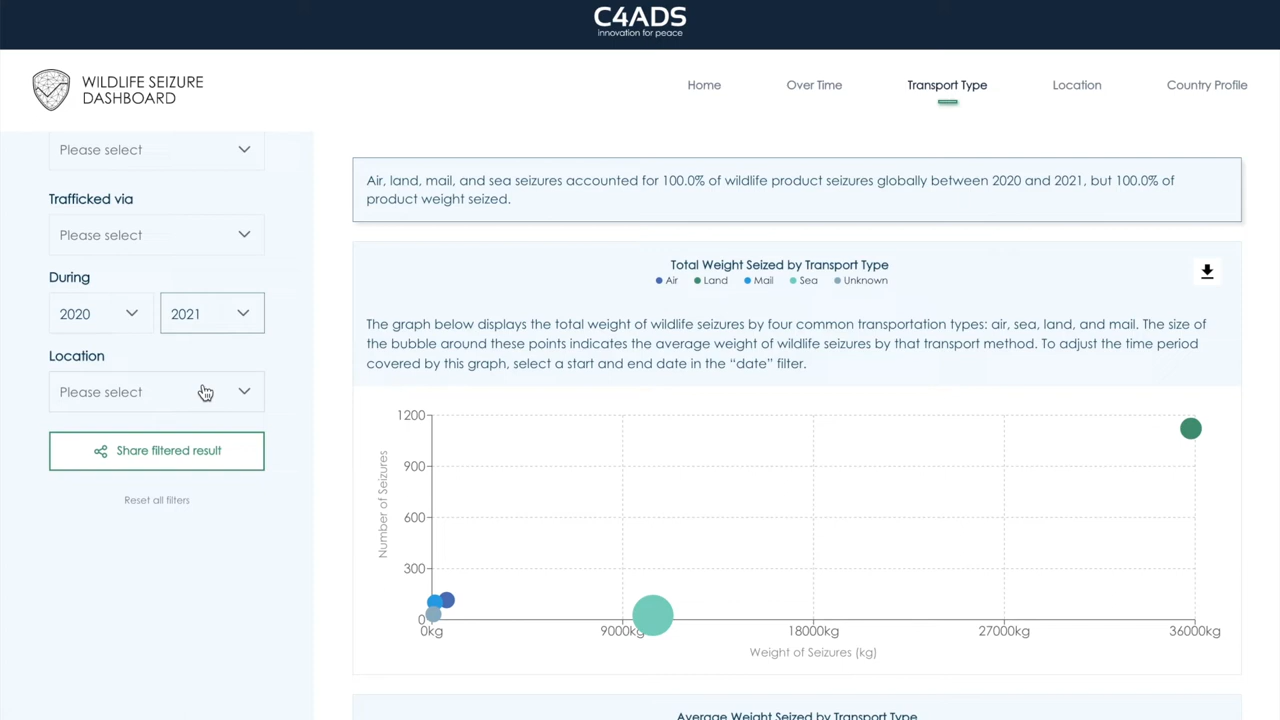 C4ADS
innovation for peace
WILDLIFE SEIZURE
DASHBOARD
Home
Over Time
Transport Type
Location
Country Profile
Please select
Trafficked via
Please select
During
2020
2021
Location
Please select
Share filtered result
Reset all filters
Air, land, mail, and sea seizures accounted for 100.0% of wildlife product seizures globally between 2020 and 2021, but 100.0% of
product weight seized.
Total Weight Seized by Transport Type
Air
Land
Mail
Sea
Unknown
The graph below displays the total weight of wildlife seizures by four common transportation types: air, sea, land, and mail. The size of
the bubble around these points indicates the average weight of wildlife seizures by that transport method. To adjust the time period
covered by this graph, select a start and end date in the “date” filter.
1200
900
600
300
0
Number of Seizures
0kg
9000kg
18000kg
27000kg
36000kg
Weight of Seizures (kg)
Average Weight Seized by Transport Type